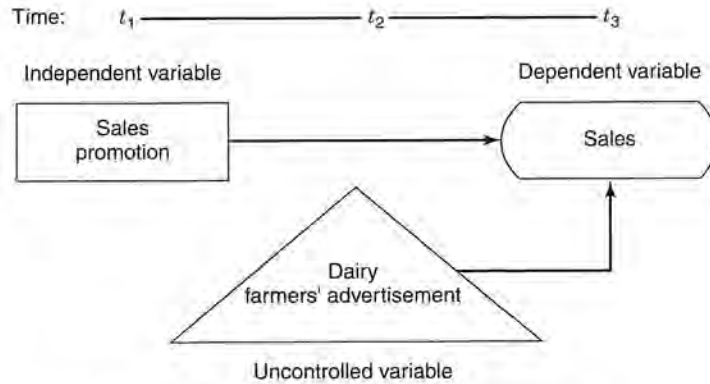 Time: t1 t2 t3
Independent variable
Dependent variable
Sales
promotion
Sales
Dairy
farmers' advertisement
Uncontrolled variable